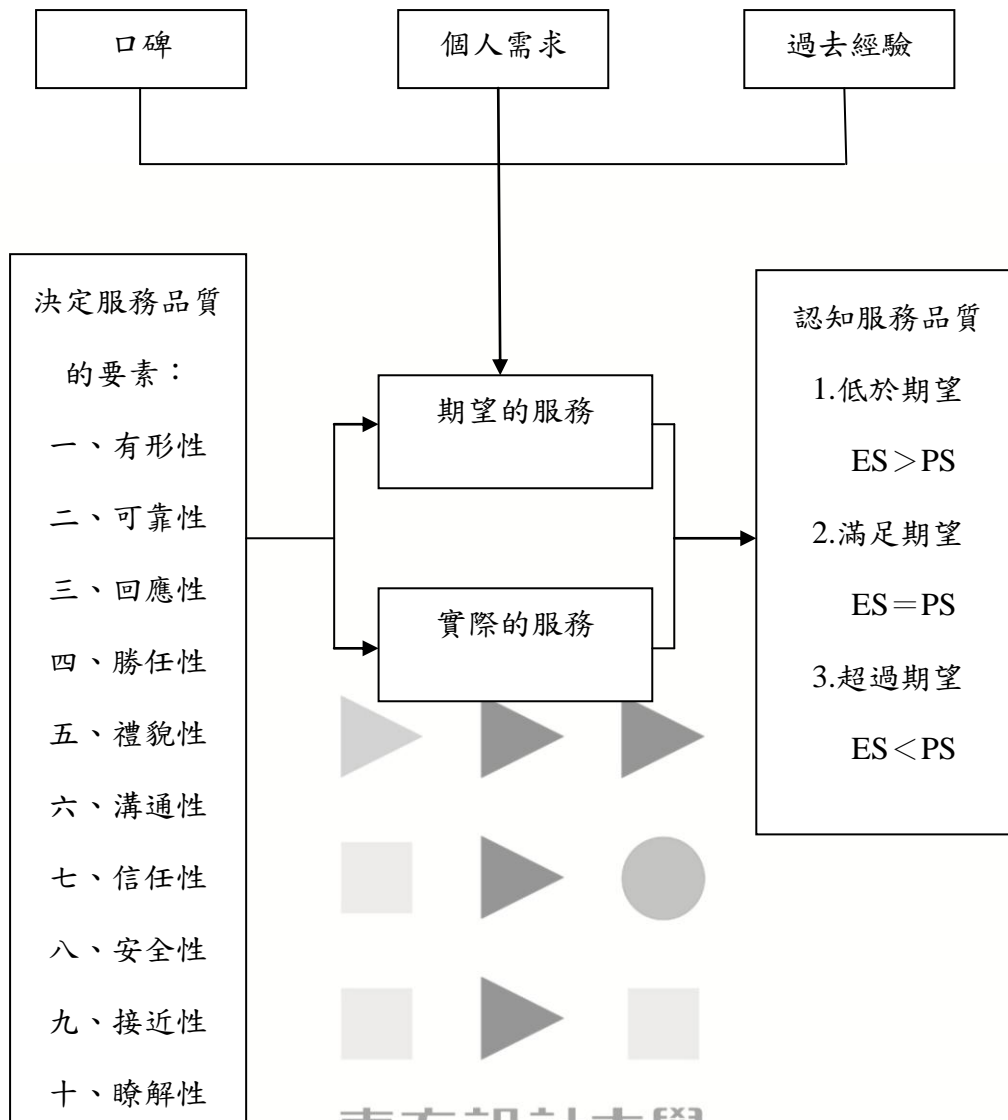 口碑
個人需求
過去經驗
決定服務品質
的要素：
一、有形性
二、可靠性
三、回應性
四、勝任性
五、禮貌性
六、溝通性
七、信任性
八、安全性
九、接近性
十、瞭解性
期望的服務
實際的服務
認知服務品質
1.低於期望
ES＞PS
2.滿足期望
ES＝PS
3.超過期望
ES＜PS